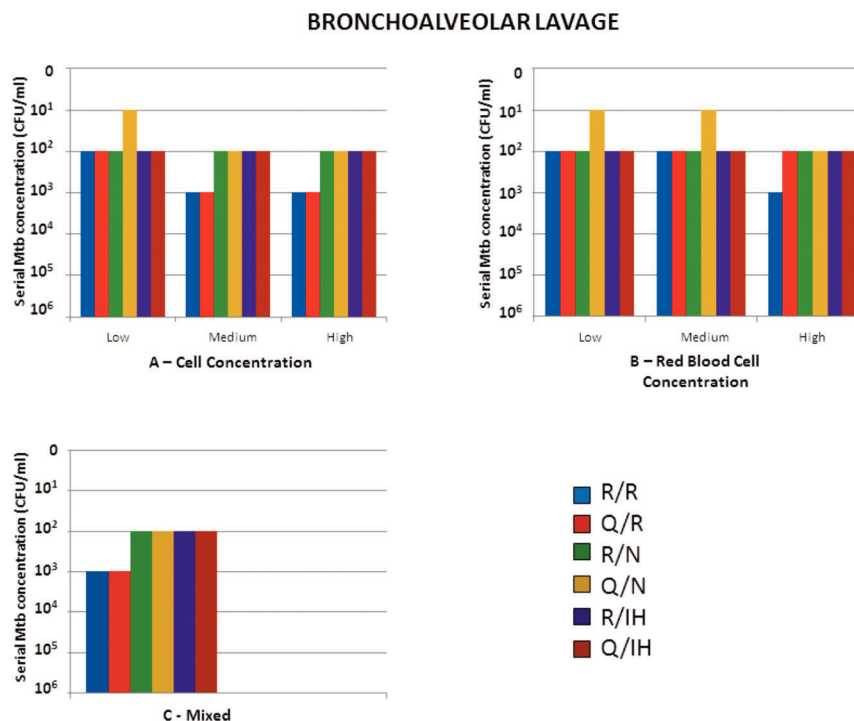 BRONCHOALVEOLAR LAVAGE
Serial Mtb concentration (CFU/ml)
0
10¹
10²
10³
10⁴
10⁵
10⁶
Low
Medium
High
A – Cell Concentration
Serial Mtb concentration (CFU/ml)
0
10¹
10²
10³
10⁴
10⁵
10⁶
Low
Medium
High
B – Red Blood Cell
Concentration
Serial Mtb concentration (CFU/ml)
0
10¹
10²
10³
10⁴
10⁵
10⁶
C - Mixed
R/R
Q/R
R/N
Q/N
R/IH
Q/IH